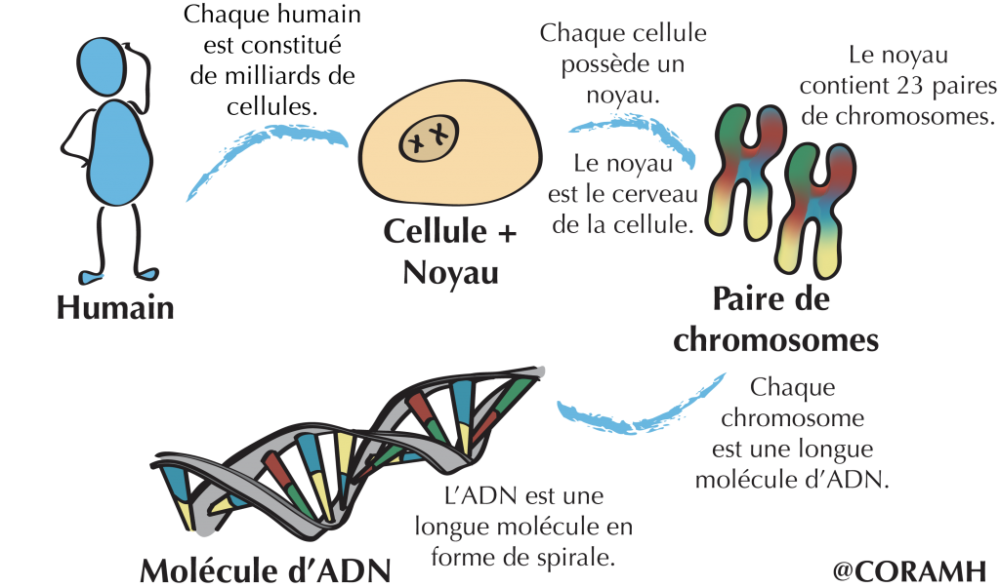 Chaque humain
est constitué
de milliards de
cellules.
Humain
Cellule +
Noyau
Chaque cellule
possède un
noyau.
Le noyau
est le cerveau
de la cellule.
Le noyau
contient 23 paires
de chromosomes.
Paire de
chromosomes
Chaque
chromosome
est une longue
molécule d’ADN.
L’ADN est une
longue molécule en
forme de spirale.
Molécule d’ADN
@CORAMH